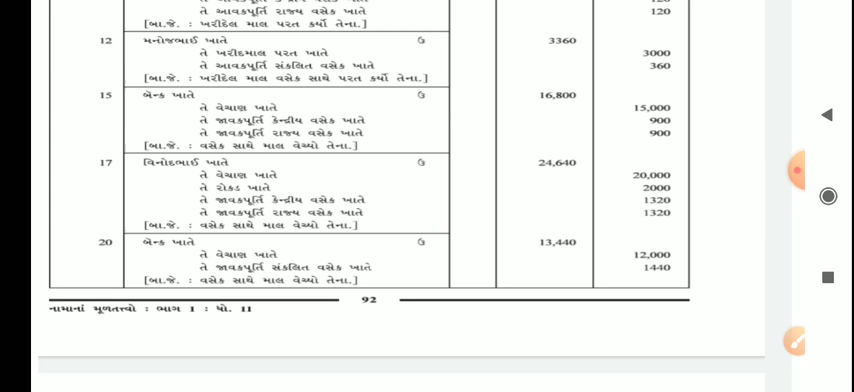 તે આવકપૂર્તિ રાજ્ય વસેક ખાતે 120
[બા.જે. : ખરીદેલ માલ પરત કર્યો તેના.]
12 મનોજભાઈ ખાતે ઉ 3360
તે ખરીદમાલ પરત ખાતે 3000
તે આવકપૂર્તિ સંકલિત વસેક ખાતે 360
[બા.જે. : ખરીદેલ માલ વસેક સાથે પરત કર્યો તેના.]
15 બૅન્ક ખાતે ઉ 16,800
તે વેચાણ ખાતે 15,000
તે જાવકપૂર્તિ કેન્દ્રીય વસેક ખાતે 900
તે જાવકપૂર્તિ રાજ્ય વસેક ખાતે 900
[બા.જે. : વસેક સાથે માલ વેચ્યો તેના.]
17 વિનોદભાઈ ખાતે ઉ 24,640
તે વેચાણ ખાતે 20,000
તે રોકડ ખાતે 2000
તે જાવકપૂર્તિ કેન્દ્રીય વસેક ખાતે 1320
તે જાવકપૂર્તિ રાજ્ય વસેક ખાતે 1320
[બા.જે. : વસેક સાથે માલ વેચ્યો તેના.]
20 બૅન્ક ખાતે ઉ 13,440
તે વેચાણ ખાતે 12,000
તે જાવકપૂર્તિ સંકલિત વસેક ખાતે 1440
[બા.જે. : વસેક સાથે માલ વેચ્યો તેના.]
92
નામાનાં મૂળતત્ત્વો : ભાગ 1 : ધો. 11